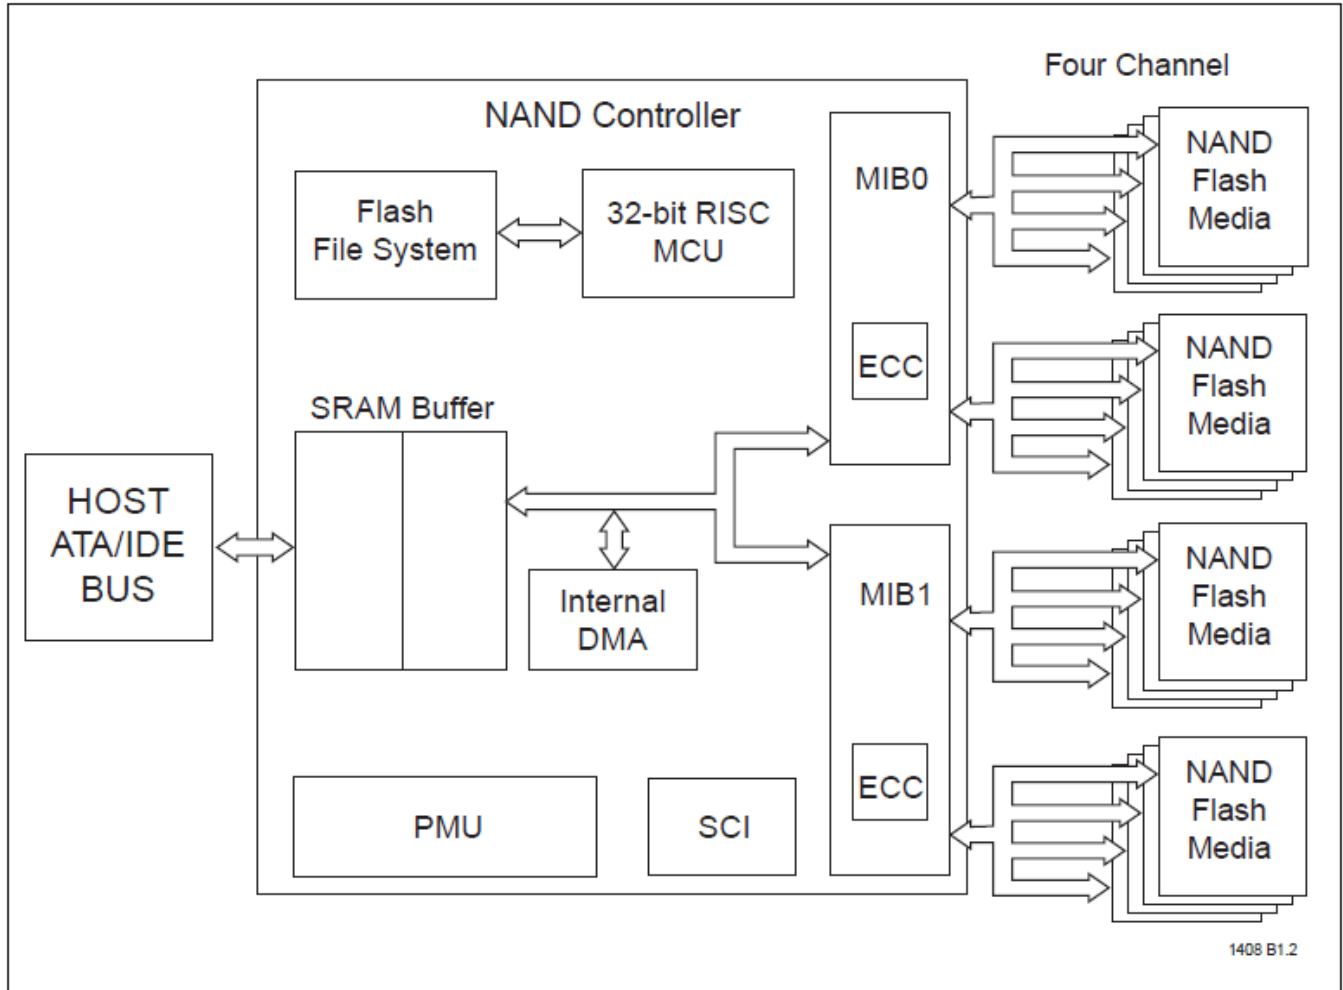 Four Channel
NAND Controller
Flash
File System
32-bit RISC
MCU
MIB0
ECC
NAND
Flash
Media
NAND
Flash
Media
SRAM Buffer
HOST
ATA/IDE
BUS
Internal
DMA
MIB1
ECC
NAND
Flash
Media
NAND
Flash
Media
PMU
SCI
1408 B1.2